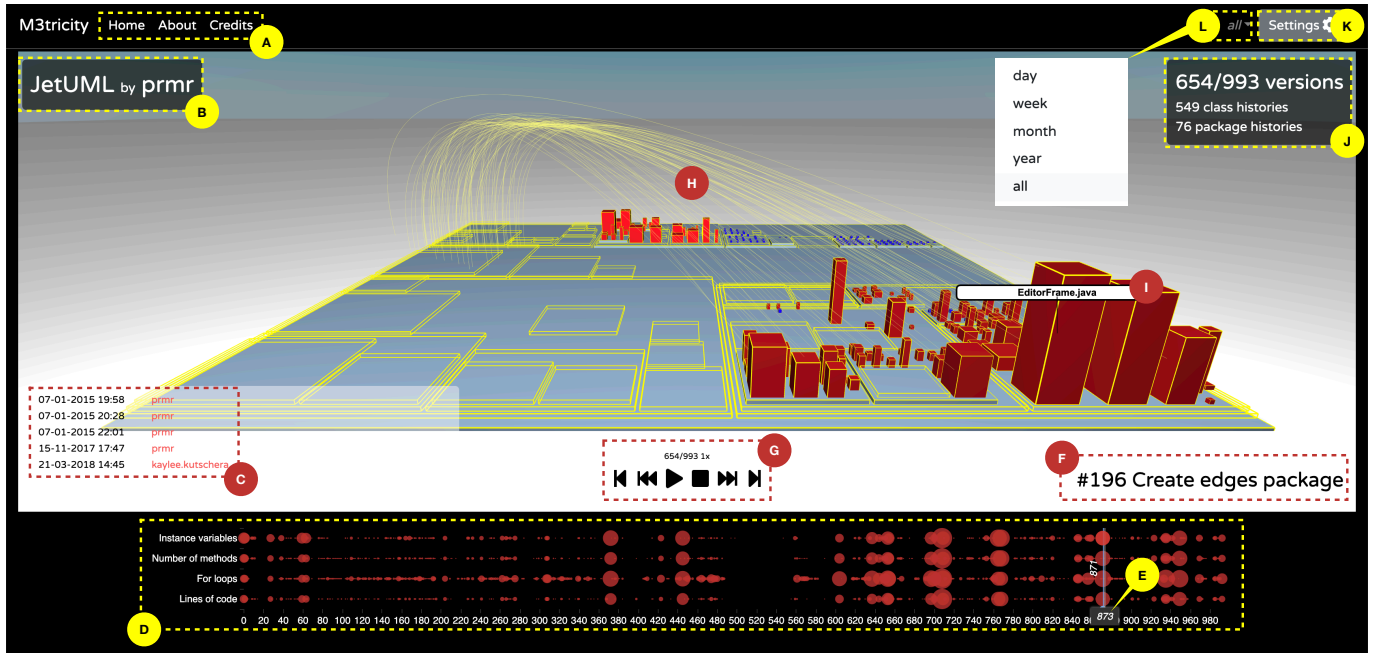 M3tricity Home About Credits
A
L
all
Settings
K
JetUML by prmr
B
day
week
month
year
all
654/993 versions
549 class histories
76 package histories
J
H
EditorFrame.java
I
07-01-2015 19:58 prmr
07-01-2015 20:28 prmr
07-01-2015 22:01 prmr
15-11-2017 17:47 prmr
21-03-2018 14:45 kaylee.kutschera
C
654/993 1x
G
F
#196 Create edges package
Instance variables
Number of methods
For loops
Lines of code
871
E
D
873
0 20 40 60 80 100 120 140 160 180 200 220 240 260 280 300 320 340 360 380 400 420 440 460 480 500 520 540 560 580 600 620 640 660 680 700 720 740 760 780 800 820 840 900 920 940 960 980